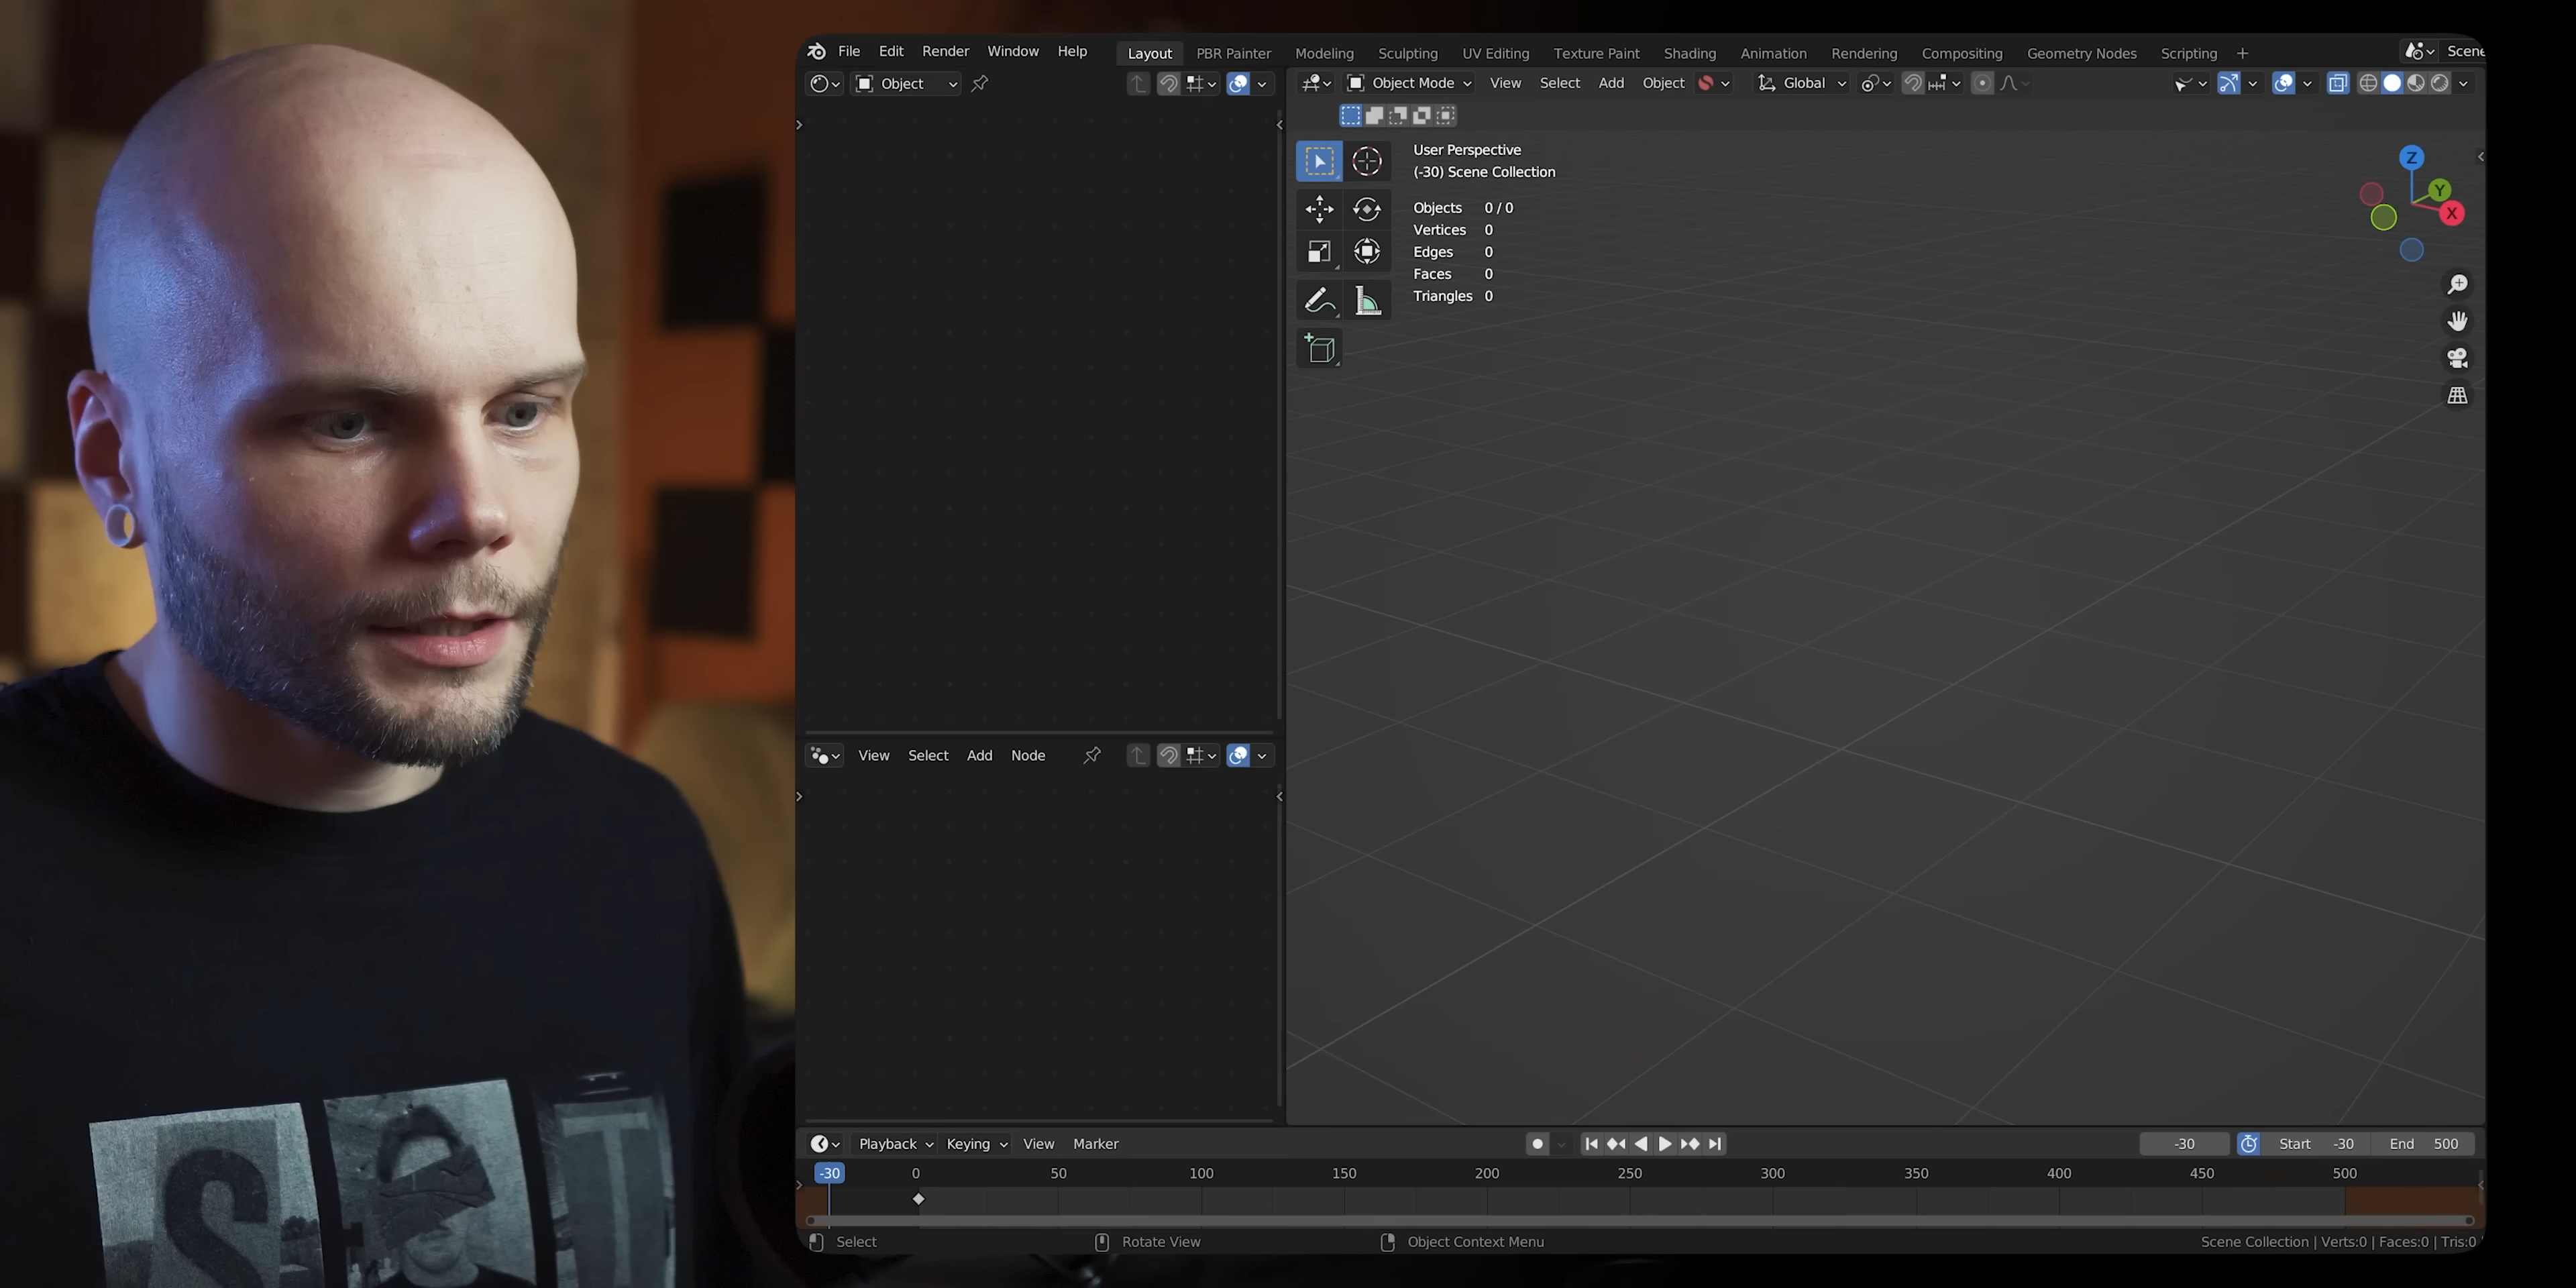 File Edit Render Window Help Layout PBR Painter Modeling Sculpting UV Editing Texture Paint Shading Animation Rendering Compositing Geometry Nodes Scripting + Scene
Object
Object Mode View Select Add Object Global
User Perspective
(-30) Scene Collection
Objects 0 / 0
Vertices 0
Edges 0
Faces 0
Triangles 0
Z
Y
X
View Select Add Node
Playback Keying View Marker -30 Start -30 End 500
-30 0 50 100 150 200 250 300 350 400 450 500
Select Rotate View Object Context Menu Scene Collection | Verts:0 | Faces:0 | Tris:0
S T